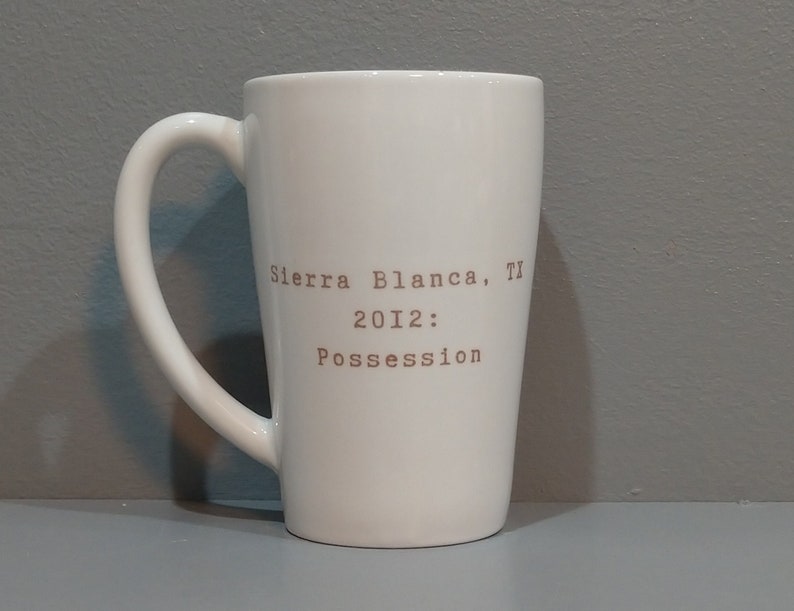 Sierra Blanca, TX
2012:
Possession